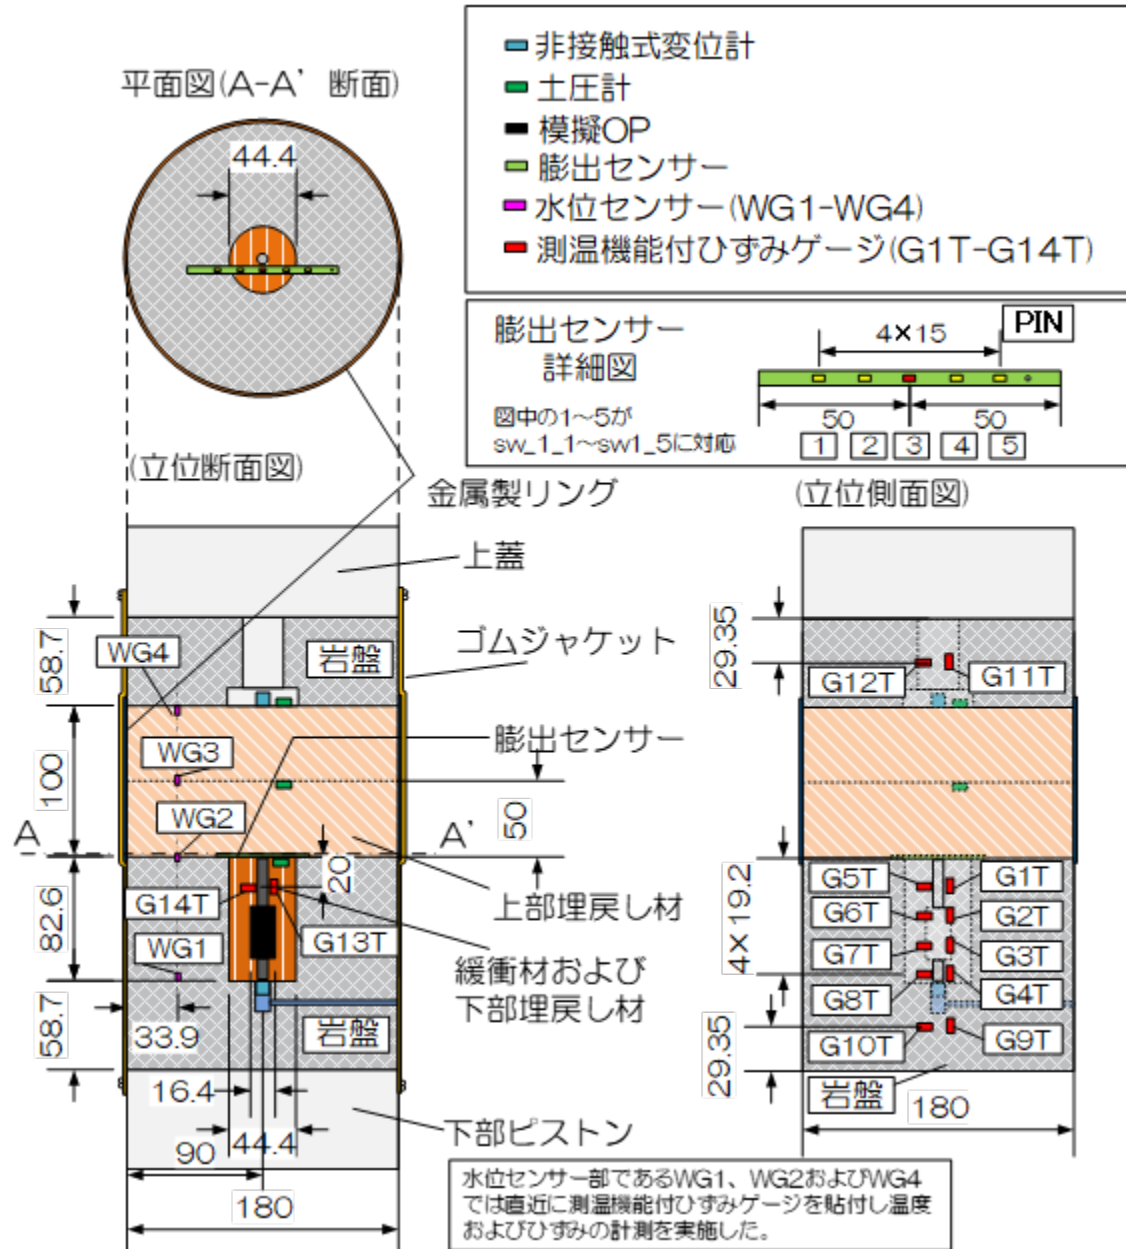 非接触式変位計
土圧計
模擬OP
膨出センサー
水位センサー(WG1-WG4)
測温機能付ひずみゲージ(G1T-G14T)
平面図(A-A' 断面)
44.4
膨出センサー
詳細図
図中の1~5が
sw_1_1~sw1_5に対応
4×15
PIN
50
50
1
2
3
4
5
(立位断面図)
金属製リング
上蓋
ゴムジャケット
岩盤
58.7
WG4
WG3
100
膨出センサー
WG2
50
A
A'
20
上部埋戻し材
82.6
G14T
G13T
WG1
緩衝材および
下部埋戻し材
58.7
33.9
岩盤
16.4
44.4
下部ピストン
90
180
(立位側面図)
29.35
G12T
G11T
4×19.2
G5T
G1T
G6T
G2T
G7T
G3T
G8T
G4T
G10T
G9T
29.35
岩盤
180
水位センサー部であるWG1、WG2およびWG4
では直近に測温機能付ひずみゲージを貼付し温度
およびひずみの計測を実施した。